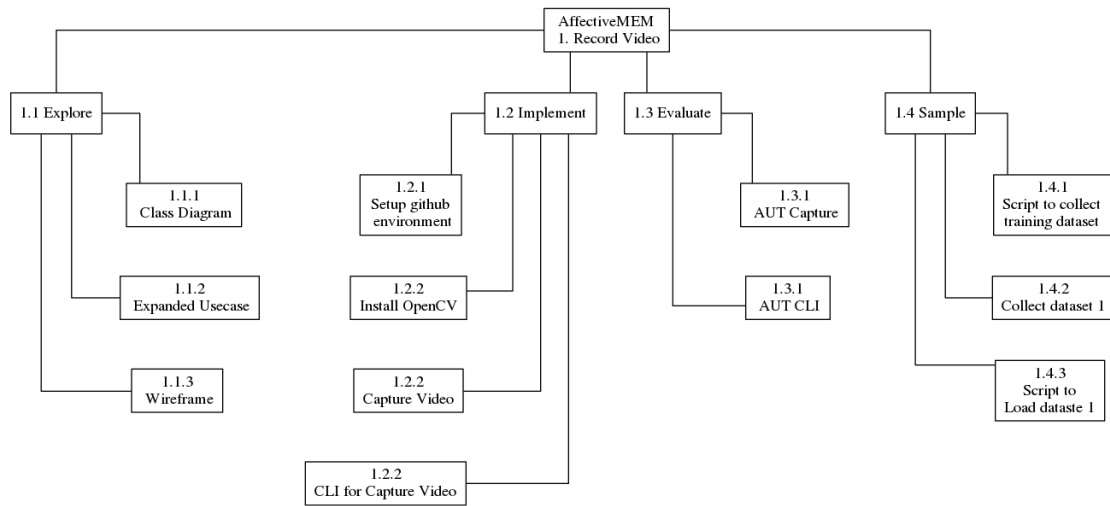 AffectiveMEM
1. Record Video
1.1 Explore
1.2 Implement
1.3 Evaluate
1.4 Sample
1.1.1
Class Diagram
1.2.1
Setup github
environment
1.3.1
AUT Capture
1.4.1
Script to collect
training dataset
1.1.2
Expanded Usecase
1.2.2
Install OpenCV
1.3.1
AUT CLI
1.4.2
Collect dataset 1
1.1.3
Wireframe
1.2.2
Capture Video
1.4.3
Script to
Load dataste 1
1.2.2
CLI for Capture Video